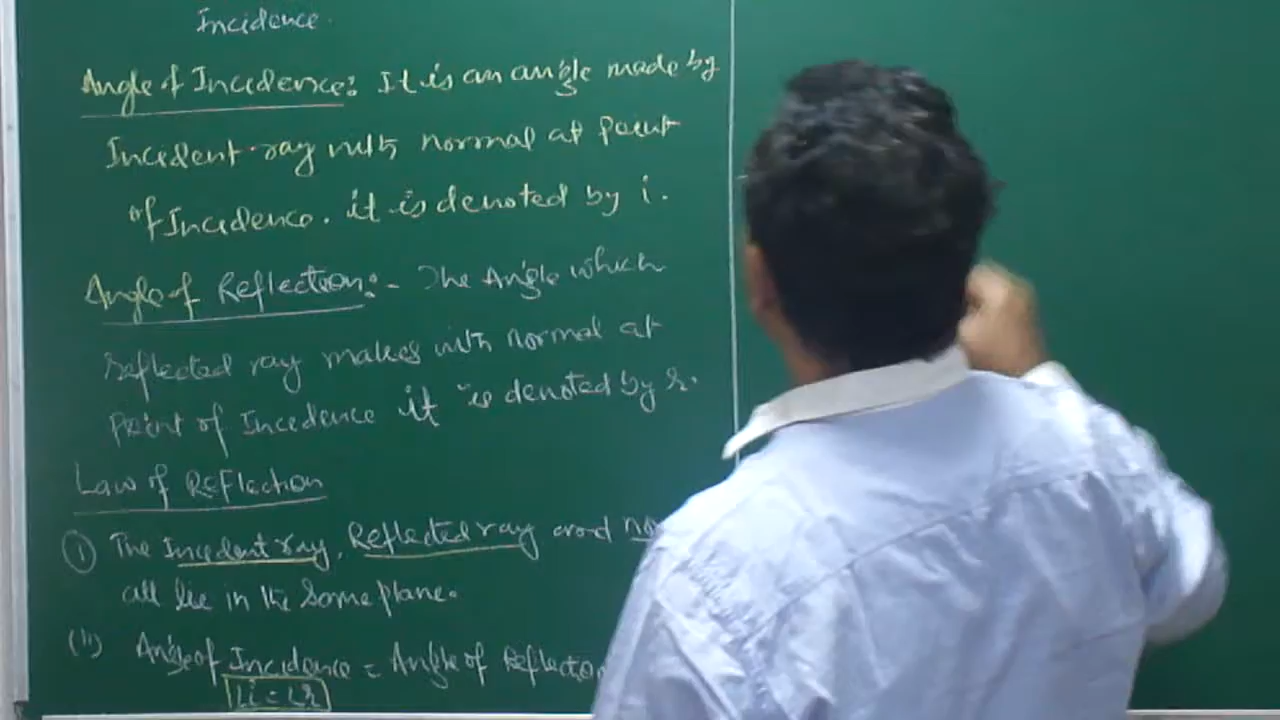 Incidence.
Angle of Incidence: It is an angle made by
Incident ray with normal at point
of Incidence. it is denoted by i.
Angle of Reflection:- The Angle which
reflected ray makes with normal at
Point of Incidence it is denoted by r.
Law of Reflection
(i) The Incident ray, Reflected ray and no
all lie in the Same plane.
(ii) Angle of Incidence = Angle of Reflection
∠i = ∠r